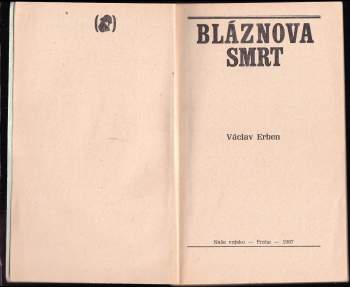 BLÁZNOVA
SMRT
Václav Erben
Naše vojsko — Praha — 1987